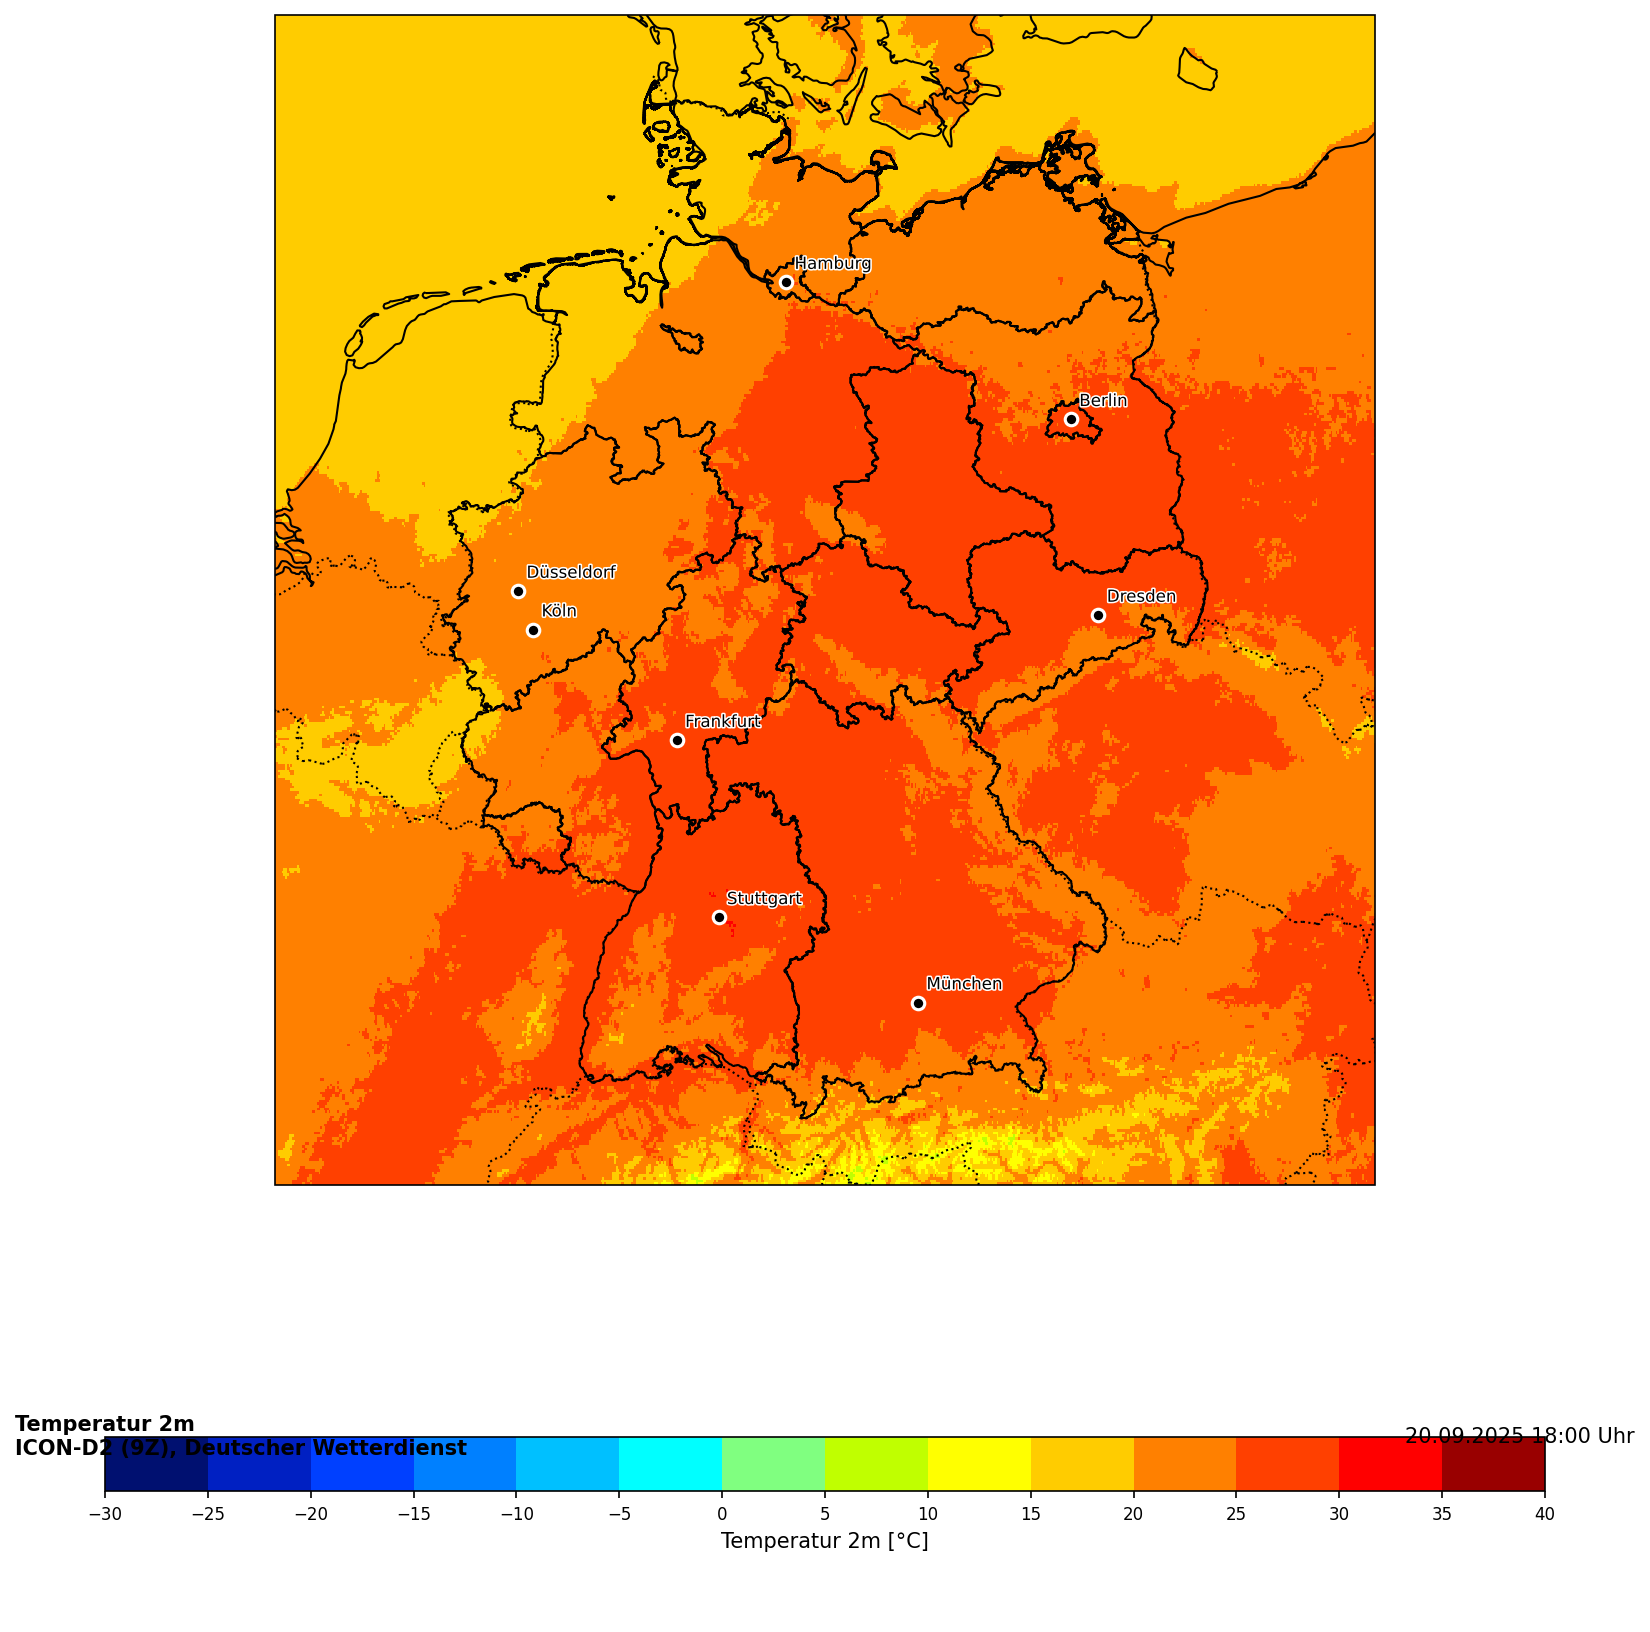 Hamburg
Berlin
Düsseldorf
Köln
Dresden
Frankfurt
Stuttgart
München
Temperatur 2m
ICON-D2 (9Z), Deutscher Wetterdienst
20.09.2025 18:00 Uhr
−30 −25 −20 −15 −10 −5 0 5 10 15 20 25 30 35 40
Temperatur 2m [°C]